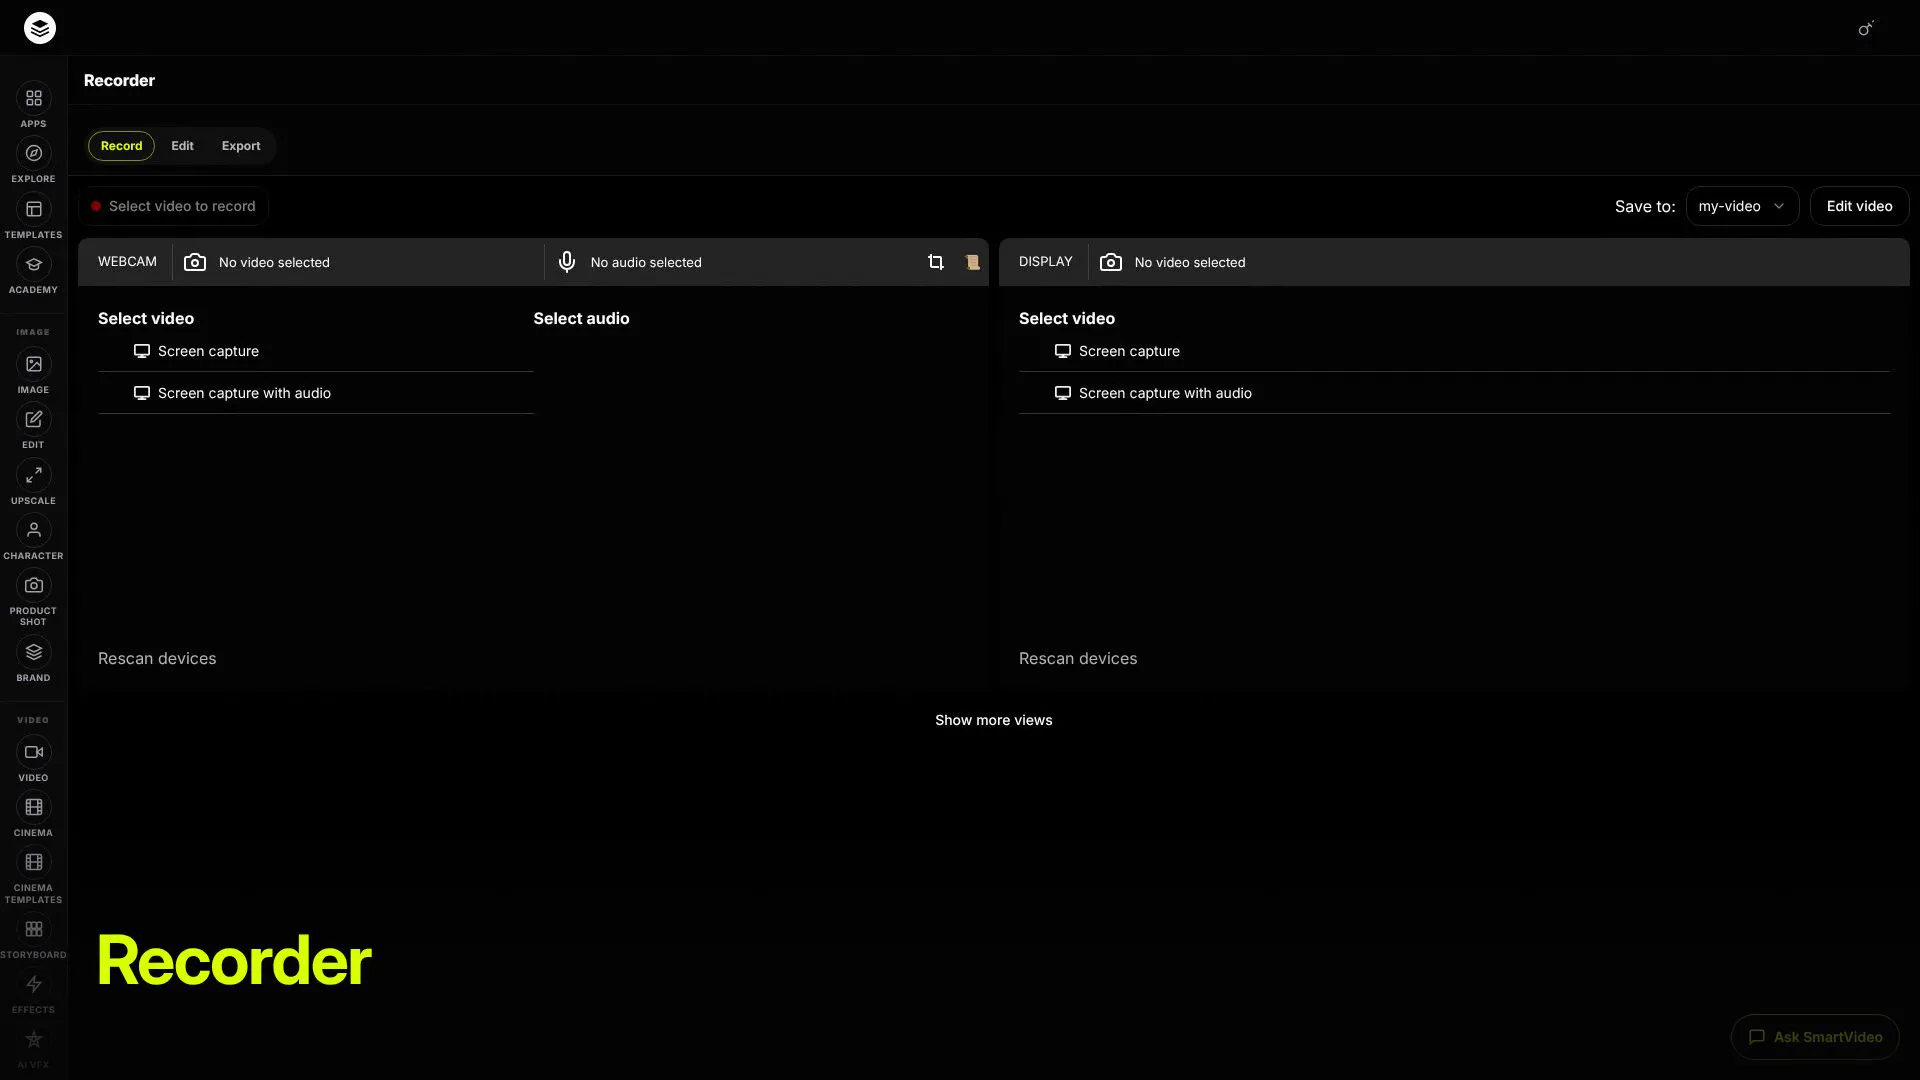 Recorder
Record
Edit
Export
Select video to record
Save to:
my-video
Edit video
WEBCAM
No video selected
No audio selected
DISPLAY
No video selected
Select video
Select audio
Screen capture
Screen capture with audio
Rescan devices
Select video
Screen capture
Screen capture with audio
Rescan devices
Show more views
APPS
EXPLORE
TEMPLATES
ACADEMY
IMAGE
IMAGE
EDIT
UPSCALE
CHARACTER
PRODUCT
SHOT
BRAND
VIDEO
VIDEO
CINEMA
CINEMA
TEMPLATES
STORYBOARD
EFFECTS
AI VFX
Recorder
Ask SmartVideo